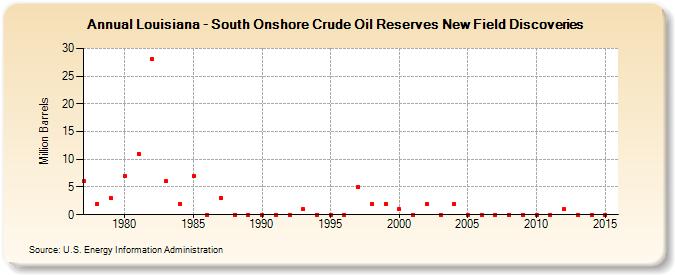 Annual Louisiana - South Onshore Crude Oil Reserves New Field Discoveries
Million Barrels
30
25
20
15
10
5
0
1980 1985 1990 1995 2000 2005 2010 2015
Source: U.S. Energy Information Administration